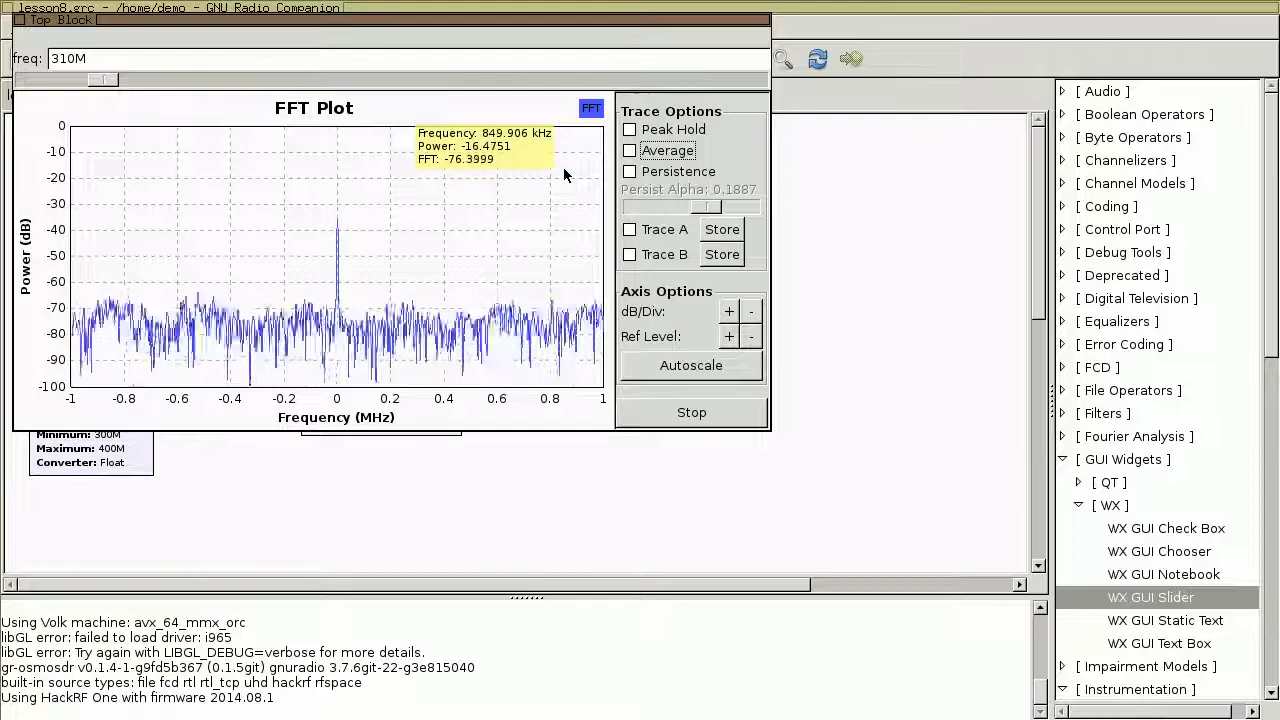 lesson8.grc - /home/demo - GNU Radio Companion
Top Block
freq: 310M
FFT Plot
FFT
Frequency: 849.906 kHz
Power: -16.4751
FFT: -76.3999
0
-10
-20
-30
-40
-50
-60
-70
-80
-90
-100
Power (dB)
-1 -0.8 -0.6 -0.4 -0.2 0 0.2 0.4 0.6 0.8 1
Frequency (MHz)
Trace Options
Peak Hold
Average
Persistence
Persist Alpha: 0.1887
Trace A Store
Trace B Store
Axis Options
dB/Div: + -
Ref Level: + -
Autoscale
Stop
Minimum: 300M
Maximum: 400M
Converter: Float
[ Audio ]
[ Boolean Operators ]
[ Byte Operators ]
[ Channelizers ]
[ Channel Models ]
[ Coding ]
[ Control Port ]
[ Debug Tools ]
[ Deprecated ]
[ Digital Television ]
[ Equalizers ]
[ Error Coding ]
[ FCD ]
[ File Operators ]
[ Filters ]
[ Fourier Analysis ]
[ GUI Widgets ]
[ QT ]
[ WX ]
WX GUI Check Box
WX GUI Chooser
WX GUI Notebook
WX GUI Slider
WX GUI Static Text
WX GUI Text Box
[ Impairment Models ]
[ Instrumentation ]
Using Volk machine: avx_64_mmx_orc
libGL error: failed to load driver: i965
libGL error: Try again with LIBGL_DEBUG=verbose for more details.
gr-osmosdr v0.1.4-1-g9fd5b367 (0.1.5git) gnuradio 3.7.6git-22-g3e815040
built-in source types: file fcd rtl rtl_tcp uhd hackrf rfspace
Using HackRF One with firmware 2014.08.1